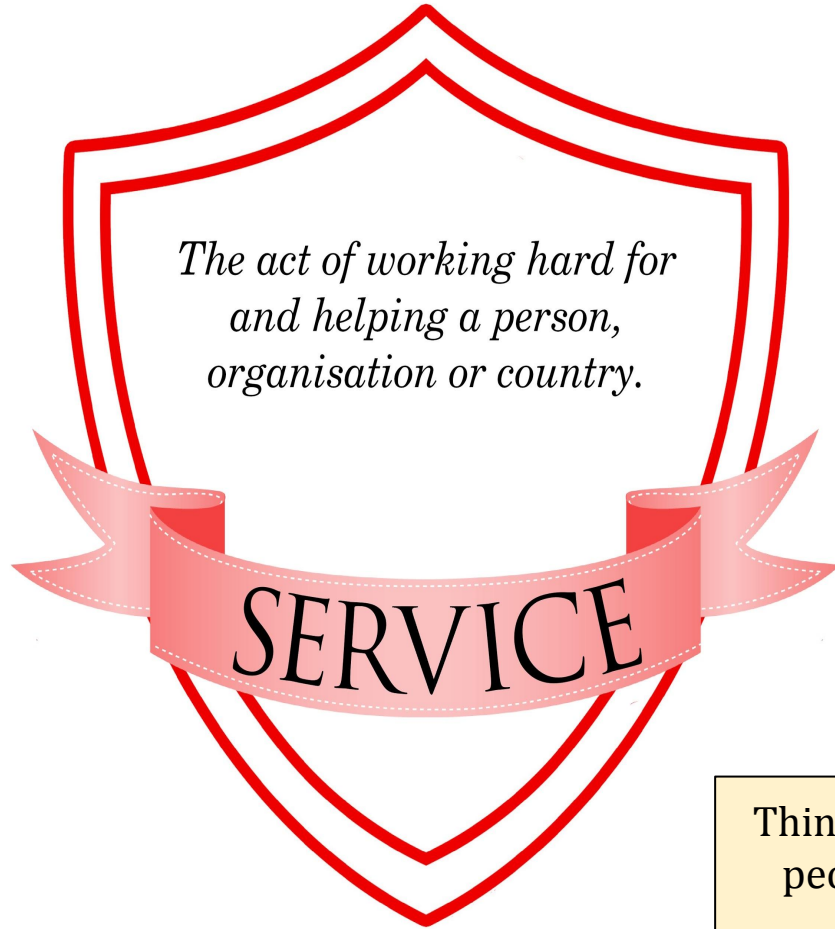 The act of working hard for
and helping a person,
organisation or country.
SERVICE